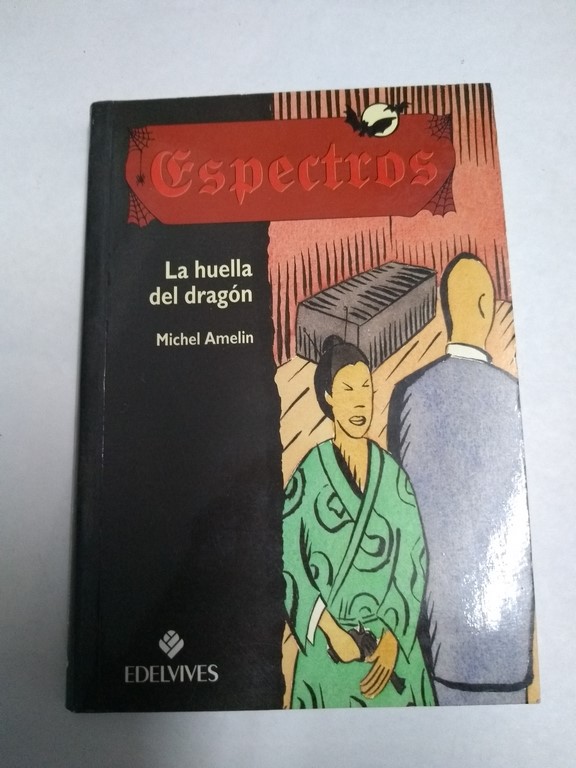 Espectros
La huella
del dragón
Michel Amelin
EDELVIVES